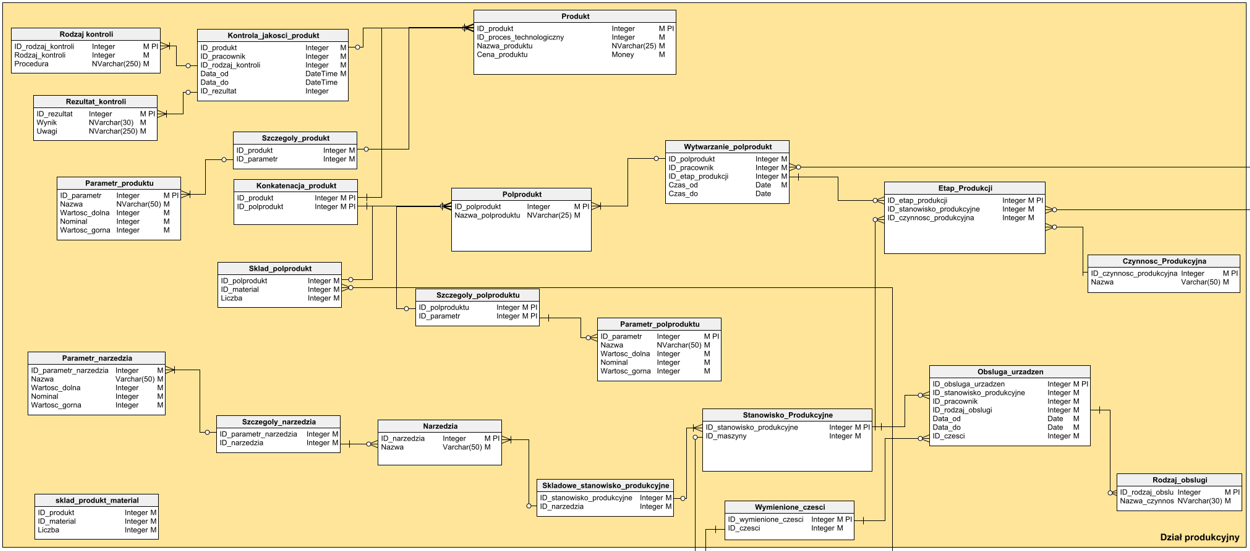 Rodzaj kontroli
ID_rodzaj_kontroli Integer M PI
Rodzaj_kontroli Integer M
Procedura NVarchar(250) M
Kontrola_jakosci_produkt
ID_produkt Integer M
ID_pracownik Integer M
ID_rodzaj_kontroli Integer M
Data_od DateTime M
Data_do DateTime
ID_rezultat Integer
Produkt
ID_produkt Integer M PI
ID_proces_technologiczny Integer M
Nazwa_produktu NVarchar(25) M
Cena_produktu Money M
Rezultat_kontroli
ID_rezultat Integer M PI
Wynik NVarchar(30) M
Uwagi NVarchar(250) M
Szczegoly_produkt
ID_produkt Integer M
ID_parametr Integer M
Wytwarzanie_polprodukt
ID_polprodukt Integer M
ID_pracownik Integer M
ID_etap_produkcji Integer M
Czas_od Date M
Czas_do Date
Parametr_produktu
ID_parametr Integer M PI
Nazwa NVarchar(50) M
Wartosc_dolna Integer M
Nominal Integer M
Wartosc_gorna Integer M
Konkatenacja_produkt
ID_produkt Integer M PI
ID_polprodukt Integer M PI
Polprodukt
ID_polprodukt Integer M PI
Nazwa_polproduktu NVarchar(25) M
Etap_Produkcji
ID_etap_produkcji Integer M PI
ID_stanowisko_produkcyjne Integer M
ID_czynnosc_produkcyjna Integer M
Czynnosc_Produkcyjna
ID_czynnosc_produkcyjna Integer M PI
Nazwa Varchar(50) M
Sklad_polprodukt
ID_polprodukt Integer M
ID_material Integer M
Liczba Integer M
Szczegoly_polproduktu
ID_polproduktu Integer M PI
ID_parametr Integer M PI
Parametr_polproduktu
ID_parametr Integer M PI
Nazwa NVarchar(50) M
Wartosc_dolna Integer M
Nominal Integer M
Wartosc_gorna Integer M
Parametr_narzedzia
ID_parametr_narzedzia Integer M
Nazwa Varchar(50) M
Wartosc_dolna Integer M
Nominal Integer M
Wartosc_gorna Integer M
Obsluga_urzadzen
ID_obsluga_urzadzen Integer M PI
ID_stanowisko_produkcyjne Integer M
ID_pracownik Integer M
ID_rodzaj_obslugi Integer M
Data_od Date M
Data_do Date M
ID_czesci Integer M
Szczegoly_narzedzia
ID_parametr_narzedzia Integer M
ID_narzedzia Integer M
Narzedzia
ID_narzedzia Integer M PI
Nazwa Varchar(50) M
Stanowisko_Produkcyjne
ID_stanowisko_produkcyjne Integer M PI
ID_maszyny Integer M
Skladowe_stanowisko_produkcyjne
ID_stanowisko_produkcyjne Integer M
ID_narzedzia Integer M
Rodzaj_obslugi
ID_rodzaj_obslu Integer M PI
Nazwa_czynnos NVarchar(30) M
sklad_produkt_material
ID_produkt Integer M
ID_material Integer M
Liczba Integer M
Wymienione_czesci
ID_wymienione_czesci Integer M PI
ID_czesci Integer M
Dział produkcyjny